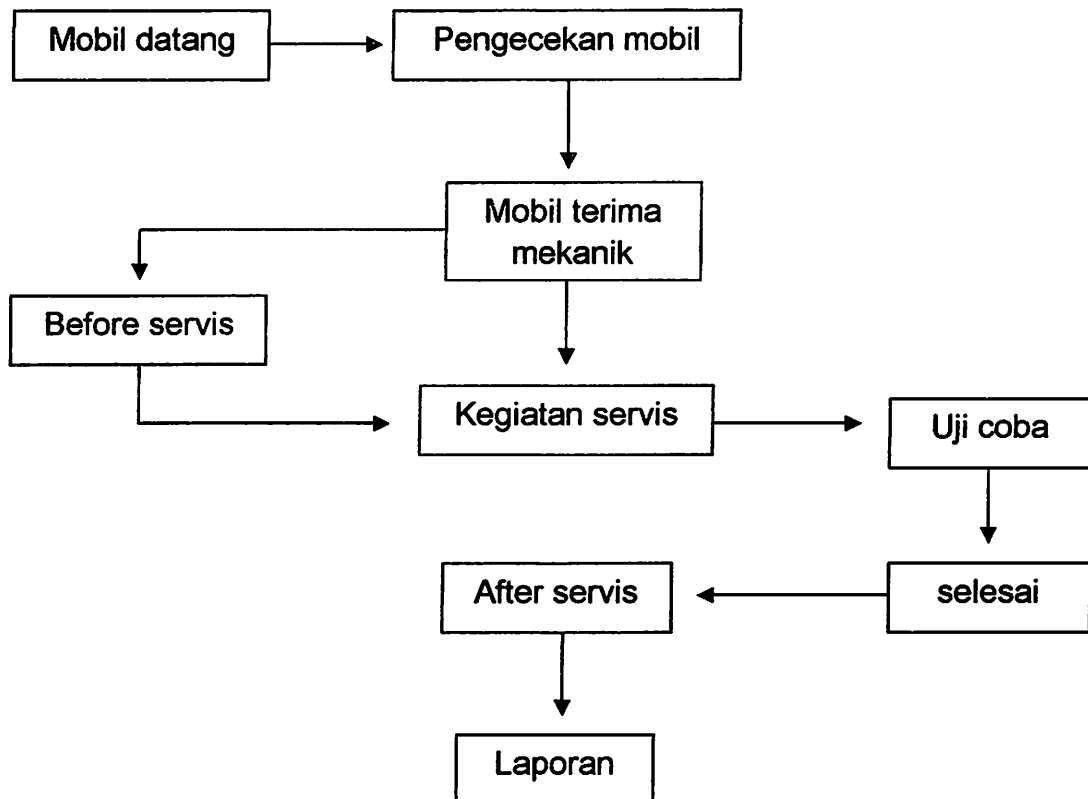 Mobil datang
Pengecekan mobil
Mobil terima
mekanik
Before servis
Kegiatan servis
Uji coba
selesai
After servis
Laporan